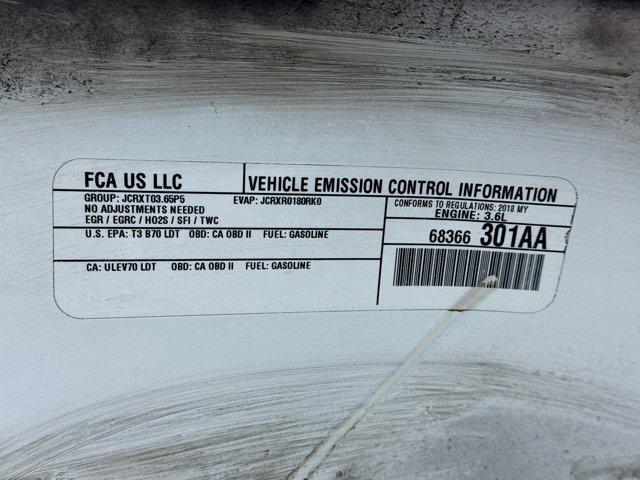 FCA US LLC
VEHICLE EMISSION CONTROL INFORMATION
GROUP: JCRXT03.65P5 EVAP: JCRXR0180RK0
NO ADJUSTMENTS NEEDED
EGR / EGRC / HO2S / SFI / TWC
CONFORMS TO REGULATIONS: 2018 MY
ENGINE: 3.6L
U.S. EPA: T3 B70 LDT OBD: CA OBD II FUEL: GASOLINE
68366 301AA
CA: ULEV70 LDT OBD: CA OBD II FUEL: GASOLINE